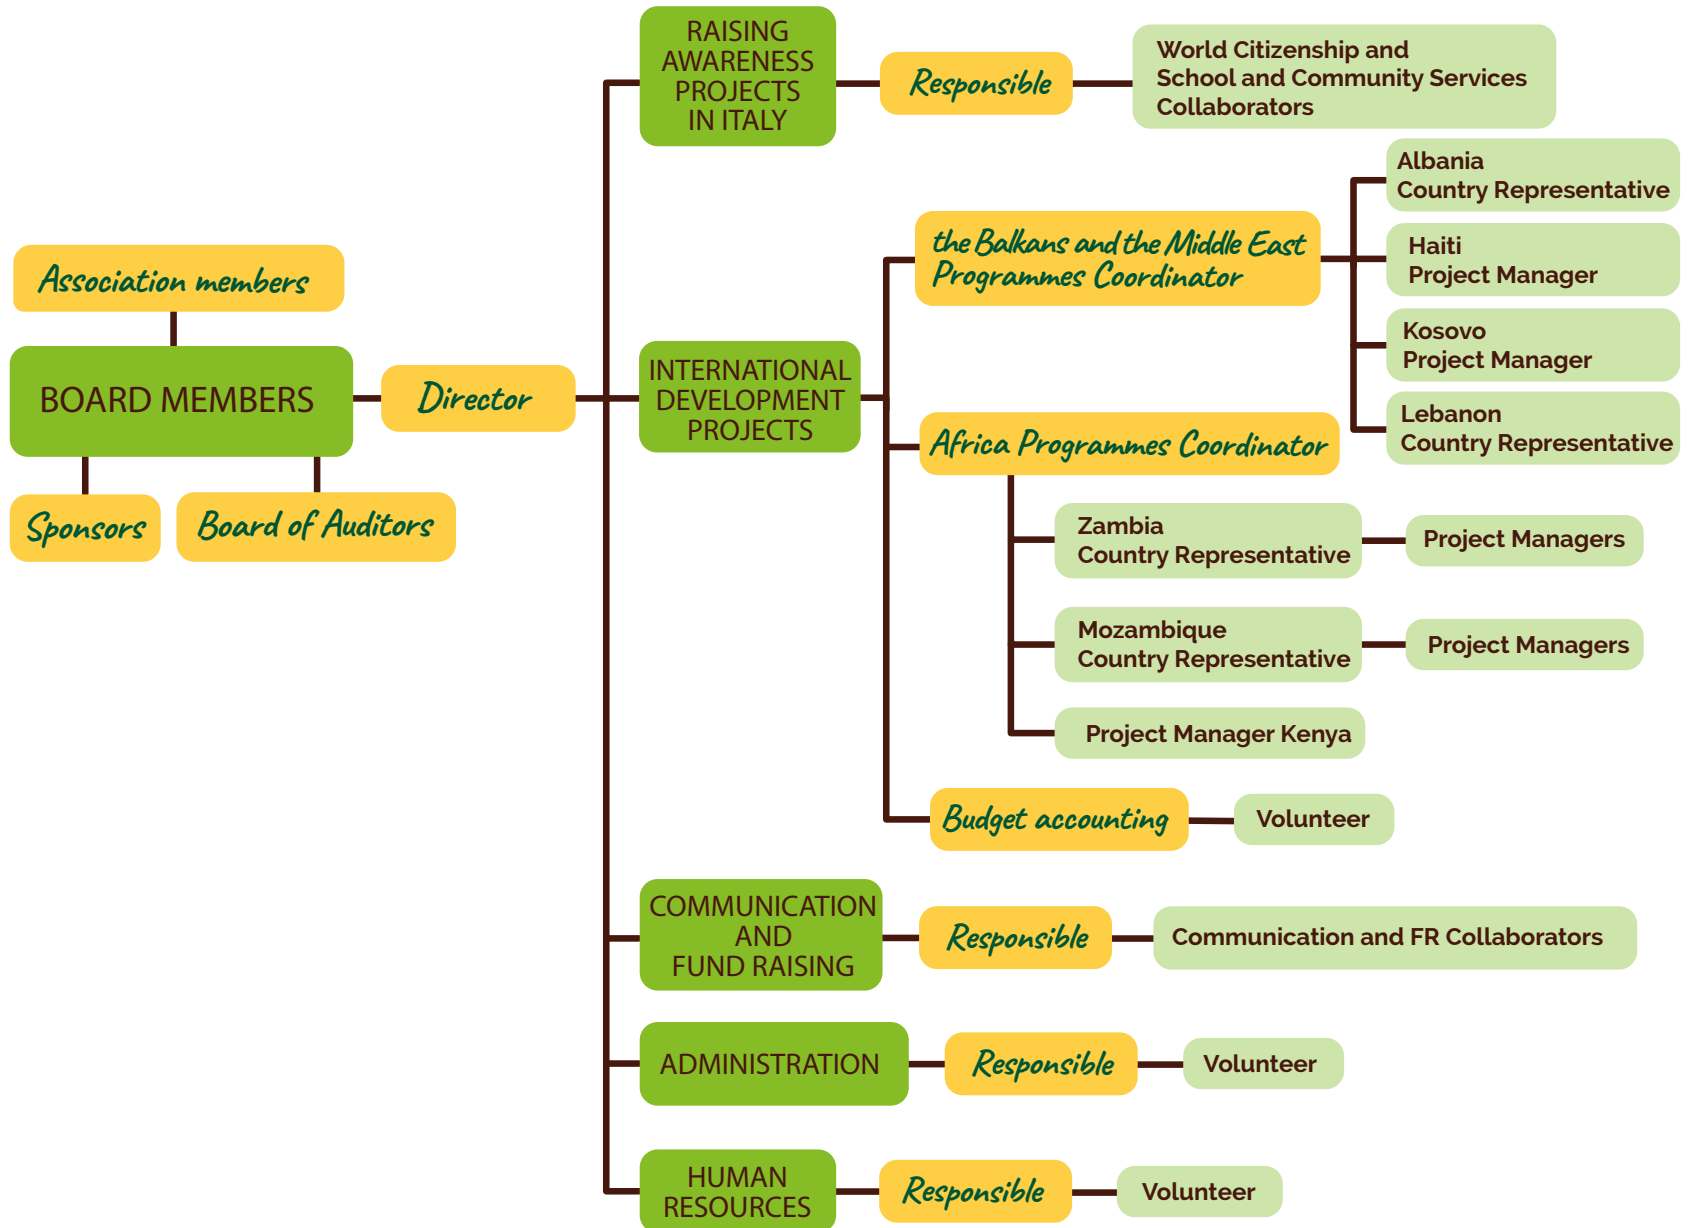 RAISING
AWARENESS
PROJECTS
IN ITALY
Responsible
World Citizenship and
School and Community Services
Collaborators
Association members
BOARD MEMBERS
Director
Sponsors
Board of Auditors
INTERNATIONAL
DEVELOPMENT
PROJECTS
the Balkans and the Middle East
Programmes Coordinator
Albania
Country Representative
Haiti
Project Manager
Kosovo
Project Manager
Lebanon
Country Representative
Africa Programmes Coordinator
Zambia
Country Representative
Project Managers
Mozambique
Country Representative
Project Managers
Project Manager Kenya
Budget accounting
Volunteer
COMMUNICATION
AND
FUND RAISING
Responsible
Communication and FR Collaborators
ADMINISTRATION
Responsible
Volunteer
HUMAN
RESOURCES
Responsible
Volunteer